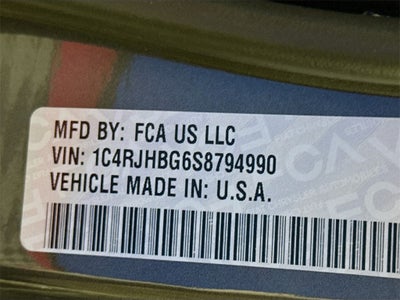 MFD BY: FCA US LLC
VIN: 1C4RJHBG6S8794990
VEHICLE MADE IN: U.S.A.